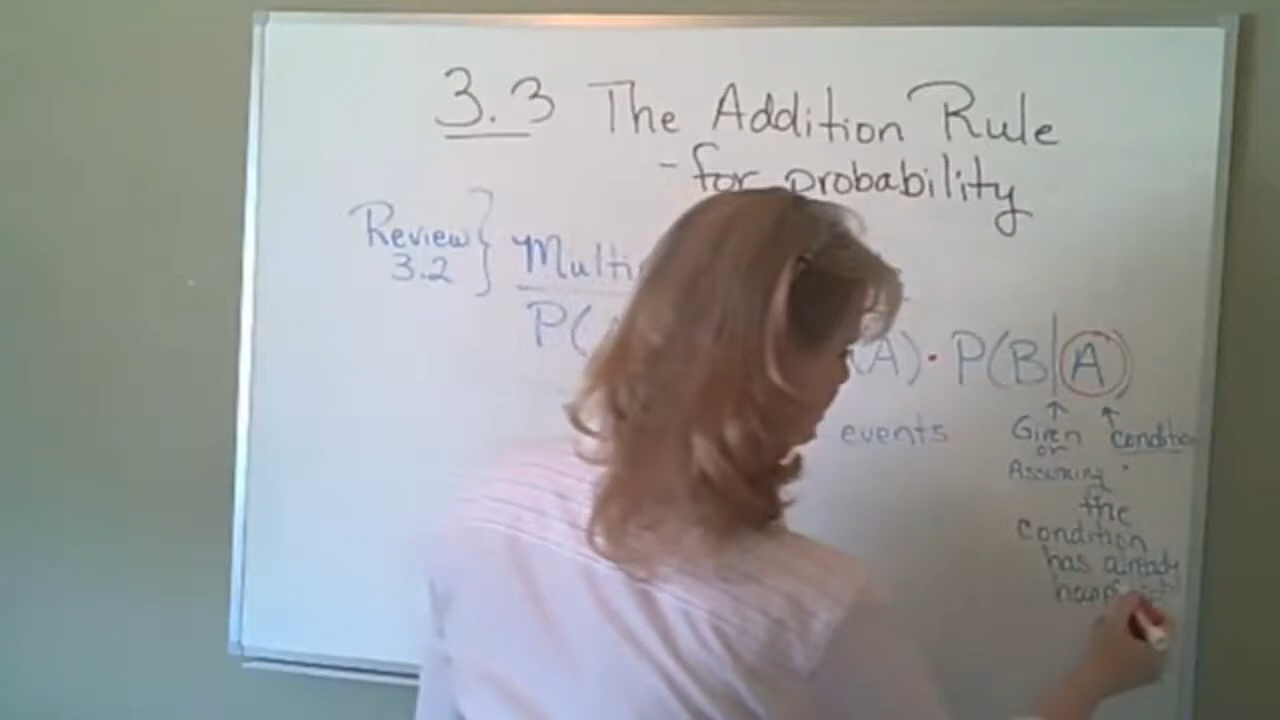 3.3 The Addition Rule
- for probability
Review
3.2
Multi
P( A) • P(B|A)
events
Given
or
Assuming
condition
the
condition
has already